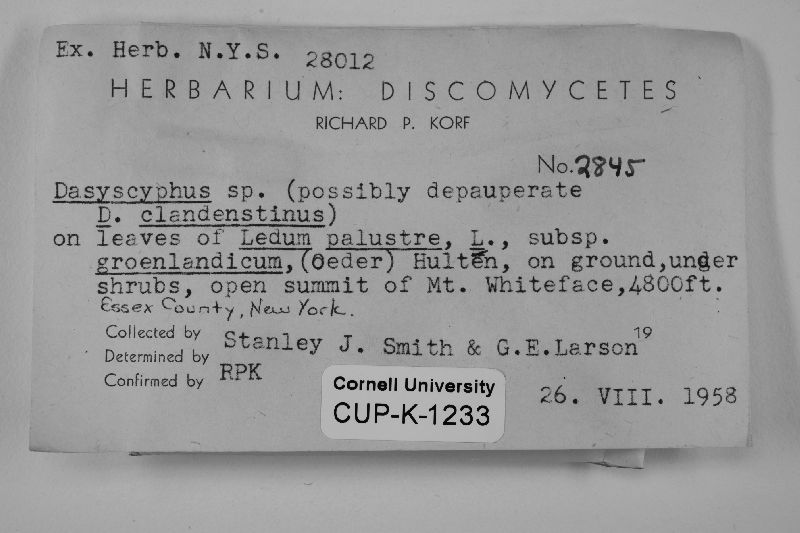 Ex. Herb. N.Y.S. 28012
HERBARIUM: DISCOMYCETES
RICHARD P. KORF
No. 2845
Dasyscyphus sp. (possibly depauperate
D. clandenstinus)
on leaves of Ledum palustre, L., subsp.
groenlandicum, (Oeder) Hultén, on ground,under
shrubs, open summit of Mt. Whiteface,4800ft.
Essex County, New York.
Collected by Stanley J. Smith & G.E.Larson 19
Determined by
Confirmed by RPK
26. VIII. 1958
Cornell University
CUP-K-1233